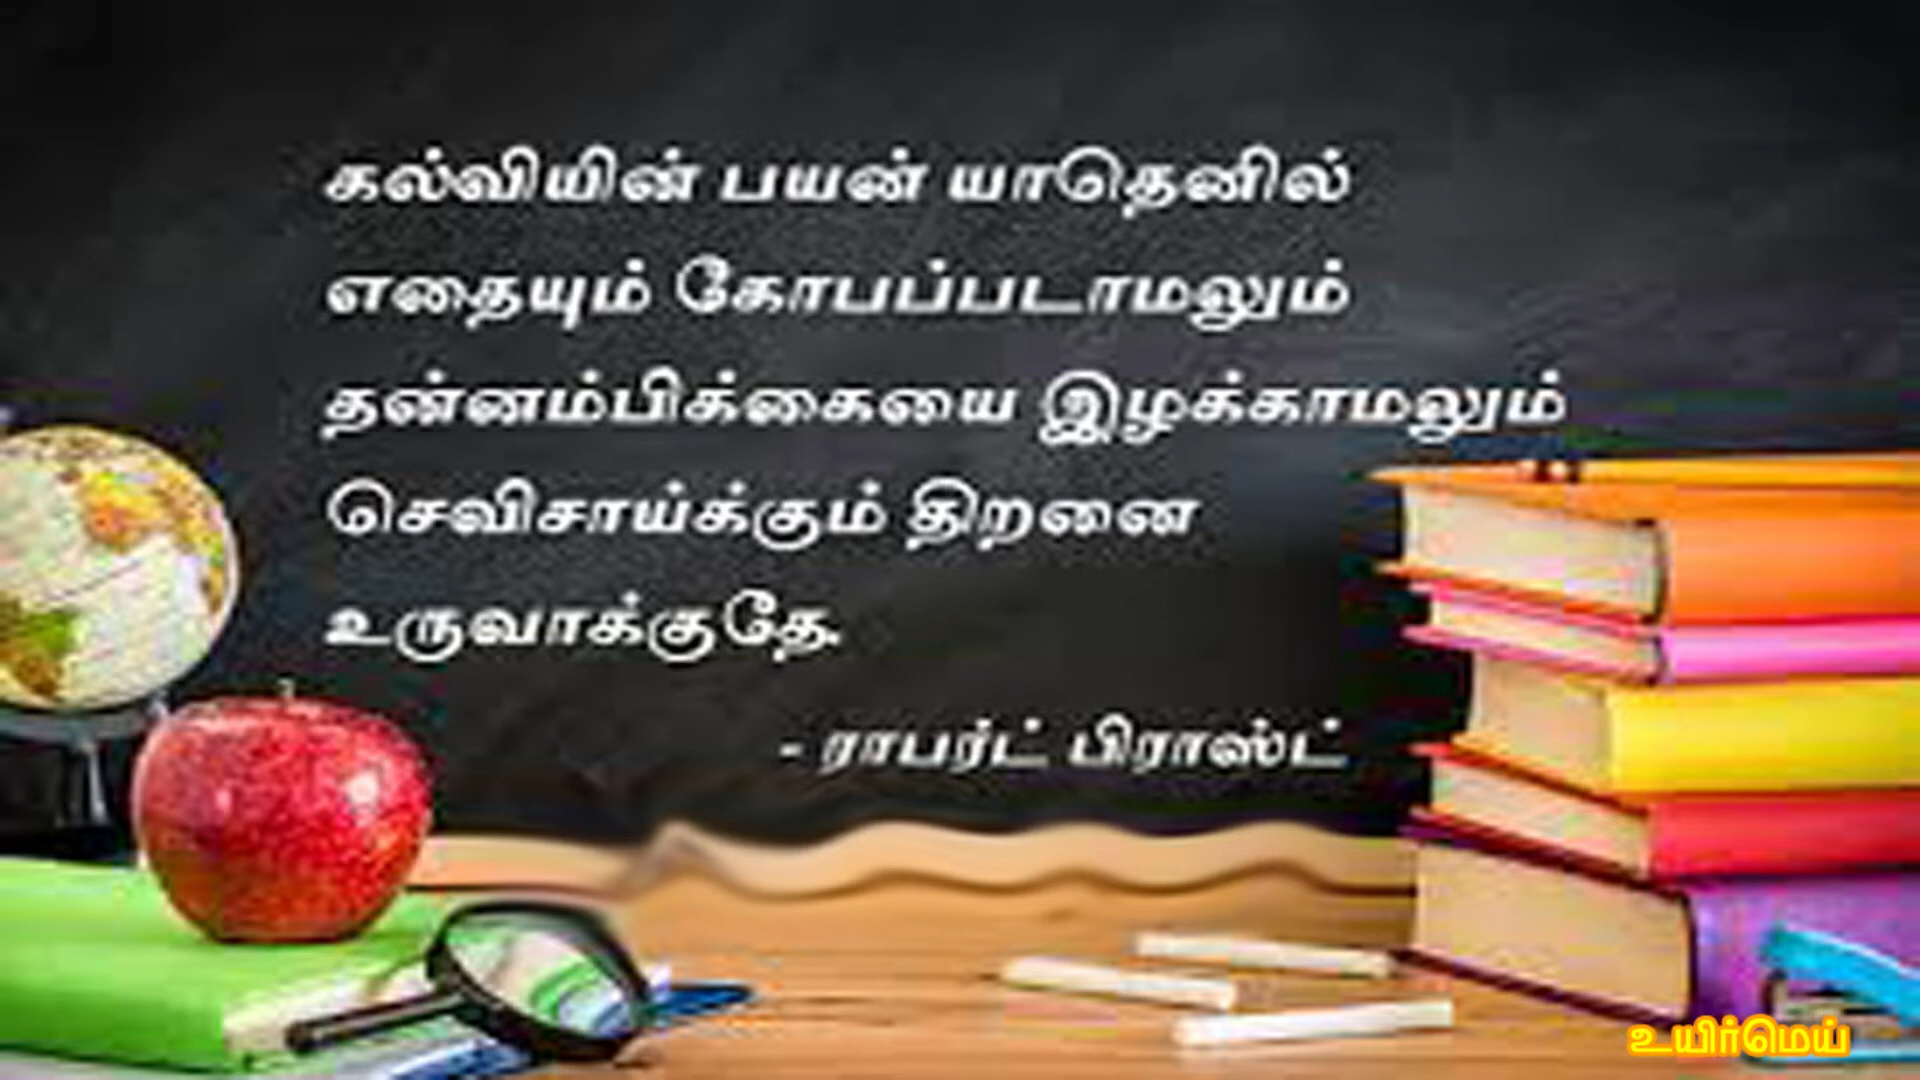 கல்வியின் பயன் யாதெனில்
எதையும் கோபப்படாமலும்
தன்னம்பிக்கையை இழக்காமலும்
செவிசாய்க்கும் திறனை
உருவாக்குதே.
- ராபர்ட் பிராஸ்ட்
உயிர்மெய்